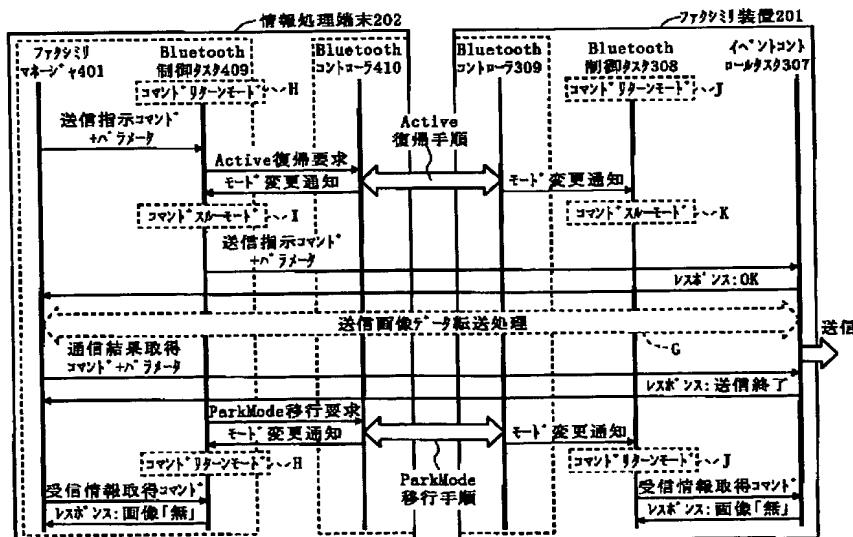 情報処理端末202
ファクシミリ装置201
ファクシミリ
マネージャ401
Bluetooth
制御タスク409
Bluetooth
コントローラ410
Bluetooth
コントローラ309
Bluetooth
制御タスク308
イベントコント
ロールタスク307
コマンドリターンモード
H
コマンドリターンモード
J
送信指示コマンド
+パラメータ
Active
復帰手順
Active復帰要求
モード変更通知
モード変更通知
コマンドスルーモード
I
コマンドスルーモード
K
送信指示コマンド
+パラメータ
レスポンス:OK
送信画像データ転送処理
G
送信
通信結果取得
コマンド+パラメータ
レスポンス:送信終了
ParkMode移行要求
モード変更通知
モード変更通知
コマンドリターンモード
H
コマンドリターンモード
J
ParkMode
移行手順
受信情報取得コマンド
レスポンス:画像「無」
受信情報取得コマンド
レスポンス:画像「無」